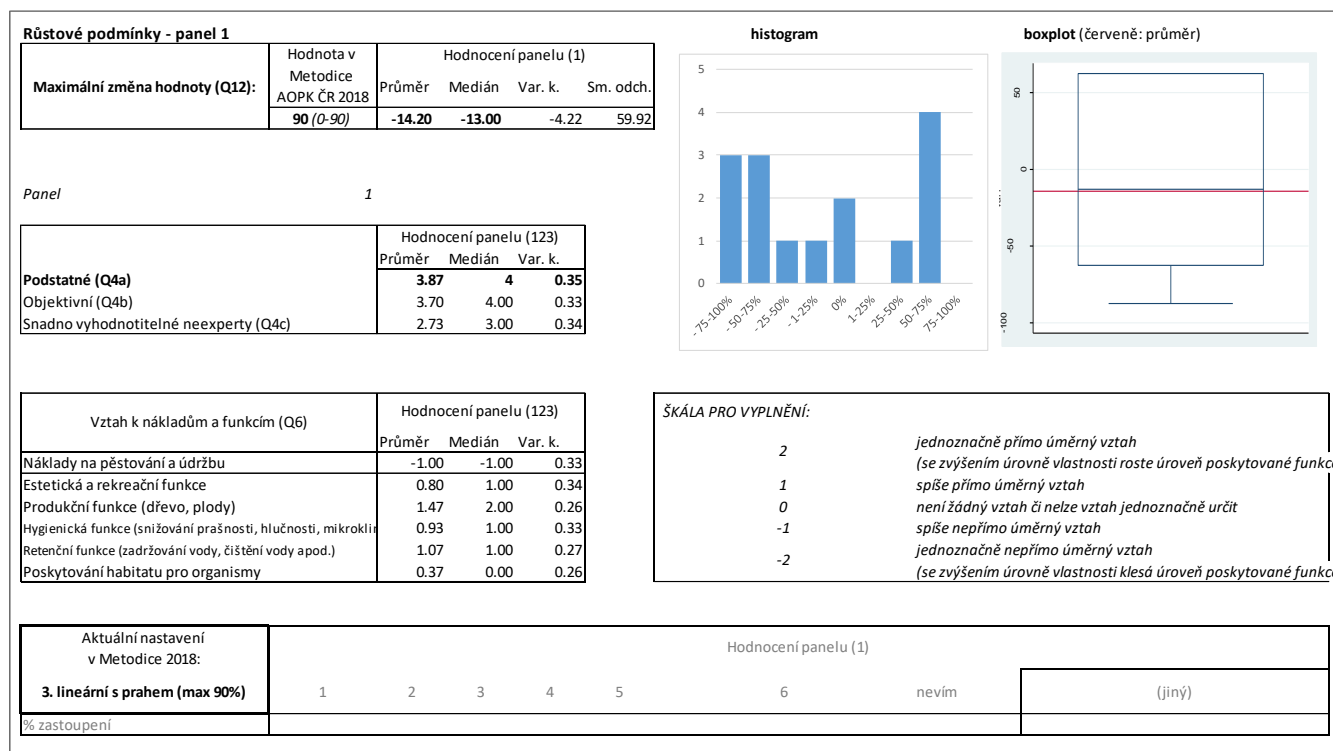 Růstové podmínky - panel 1
Maximální změna hodnoty (Q12):
Hodnota v
Metodice
AOPK ČR 2018
Hodnocení panelu (1)
Průměr Medián Var. k. Sm. odch.
90 (0-90) -14.20 -13.00 -4.22 59.92
histogram
5
4
3
2
1
0
- 75-100%
- 50-75%
- 25-50%
- 1-25%
0%
1-25%
25-50%
50-75%
75-100%
boxplot (červeně: průměr)
50
0
-50
-100
Panel 1
Hodnocení panelu (123)
Průměr Medián Var. k.
Podstatné (Q4a) 3.87 4 0.35
Objektivní (Q4b) 3.70 4.00 0.33
Snadno vyhodnotitelné neexperty (Q4c) 2.73 3.00 0.34
Vztah k nákladům a funkcím (Q6)
Hodnocení panelu (123)
Průměr Medián Var. k.
Náklady na pěstování a údržbu -1.00 -1.00 0.33
Estetická a rekreační funkce 0.80 1.00 0.34
Produkční funkce (dřevo, plody) 1.47 2.00 0.26
Hygienická funkce (snižování prašnosti, hlučnosti, mikroklin 0.93 1.00 0.33
Retenční funkce (zadržování vody, čištění vody apod.) 1.07 1.00 0.27
Poskytování habitatu pro organismy 0.37 0.00 0.26
ŠKÁLA PRO VYPLNĚNÍ:
2 jednoznačně přímo úměrný vztah
(se zvýšením úrovně vlastnosti roste úroveň poskytované funkce
1 spíše přímo úměrný vztah
0 není žádný vztah či nelze vztah jednoznačně určit
-1 spíše nepřímo úměrný vztah
-2 jednoznačně nepřímo úměrný vztah
(se zvýšením úrovně vlastnosti klesá úroveň poskytované funkce
Aktuální nastavení
v Metodice 2018:
3. lineární s prahem (max 90%)
Hodnocení panelu (1)
1 2 3 4 5 6 nevím (jiný)
% zastoupení